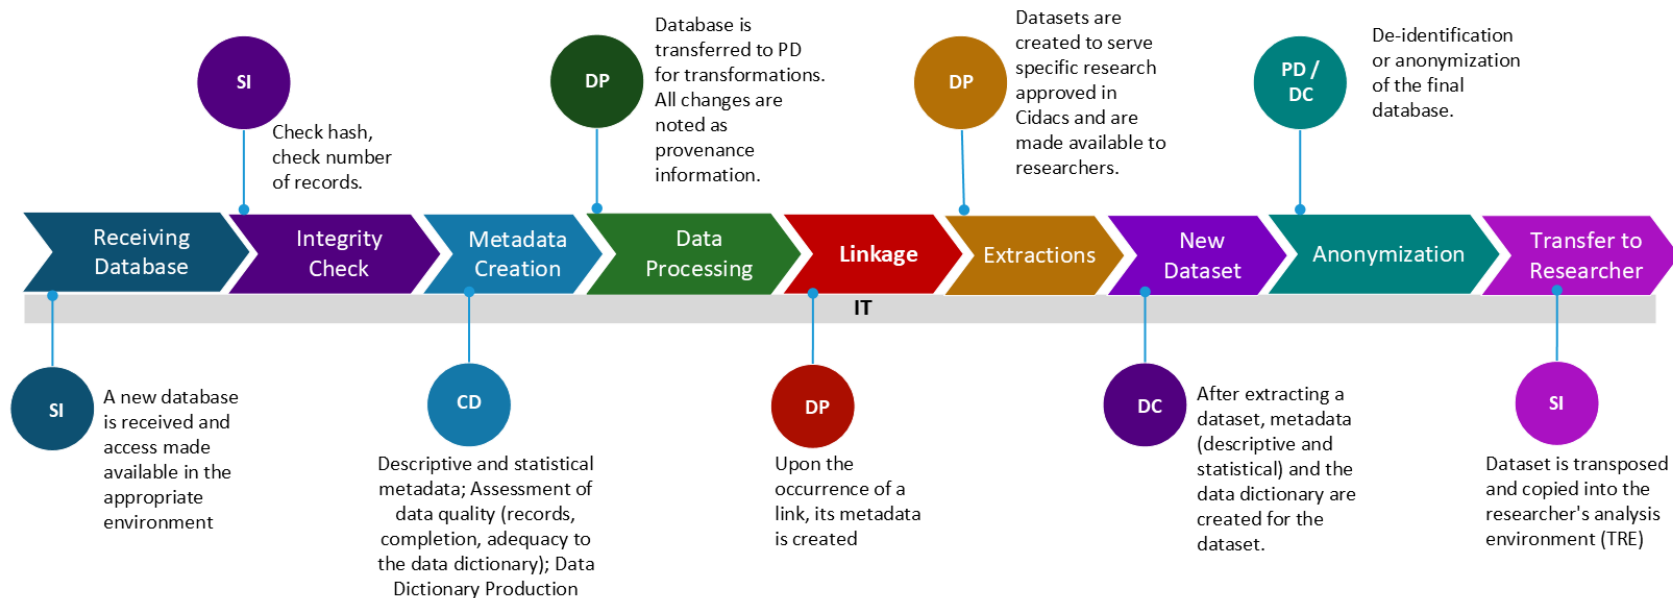 SI
Check hash,
check number
of records.
DP
Database is
transferred to PD
for transformations.
All changes are
noted as
provenance
information.
DP
Datasets are
created to serve
specific research
approved in
Cidacs and are
made available to
researchers.
PD /
DC
De-identification
or anonymization
of the final
database.
Receiving
Database
Integrity
Check
Metadata
Creation
Data
Processing
Linkage
Extractions
New
Dataset
Anonymization
Transfer to
Researcher
IT
SI
A new database
is received and
access made
available in the
appropriate
environment
CD
Descriptive and statistical
metadata; Assessment of
data quality (records,
completion, adequacy to
the data dictionary); Data
Dictionary Production
DP
Upon the
occurrence of a
link, its metadata
is created
DC
After extracting a
dataset, metadata
(descriptive and
statistical) and the
data dictionary are
created for the
dataset.
SI
Dataset is transposed
and copied into the
researcher's analysis
environment (TRE)